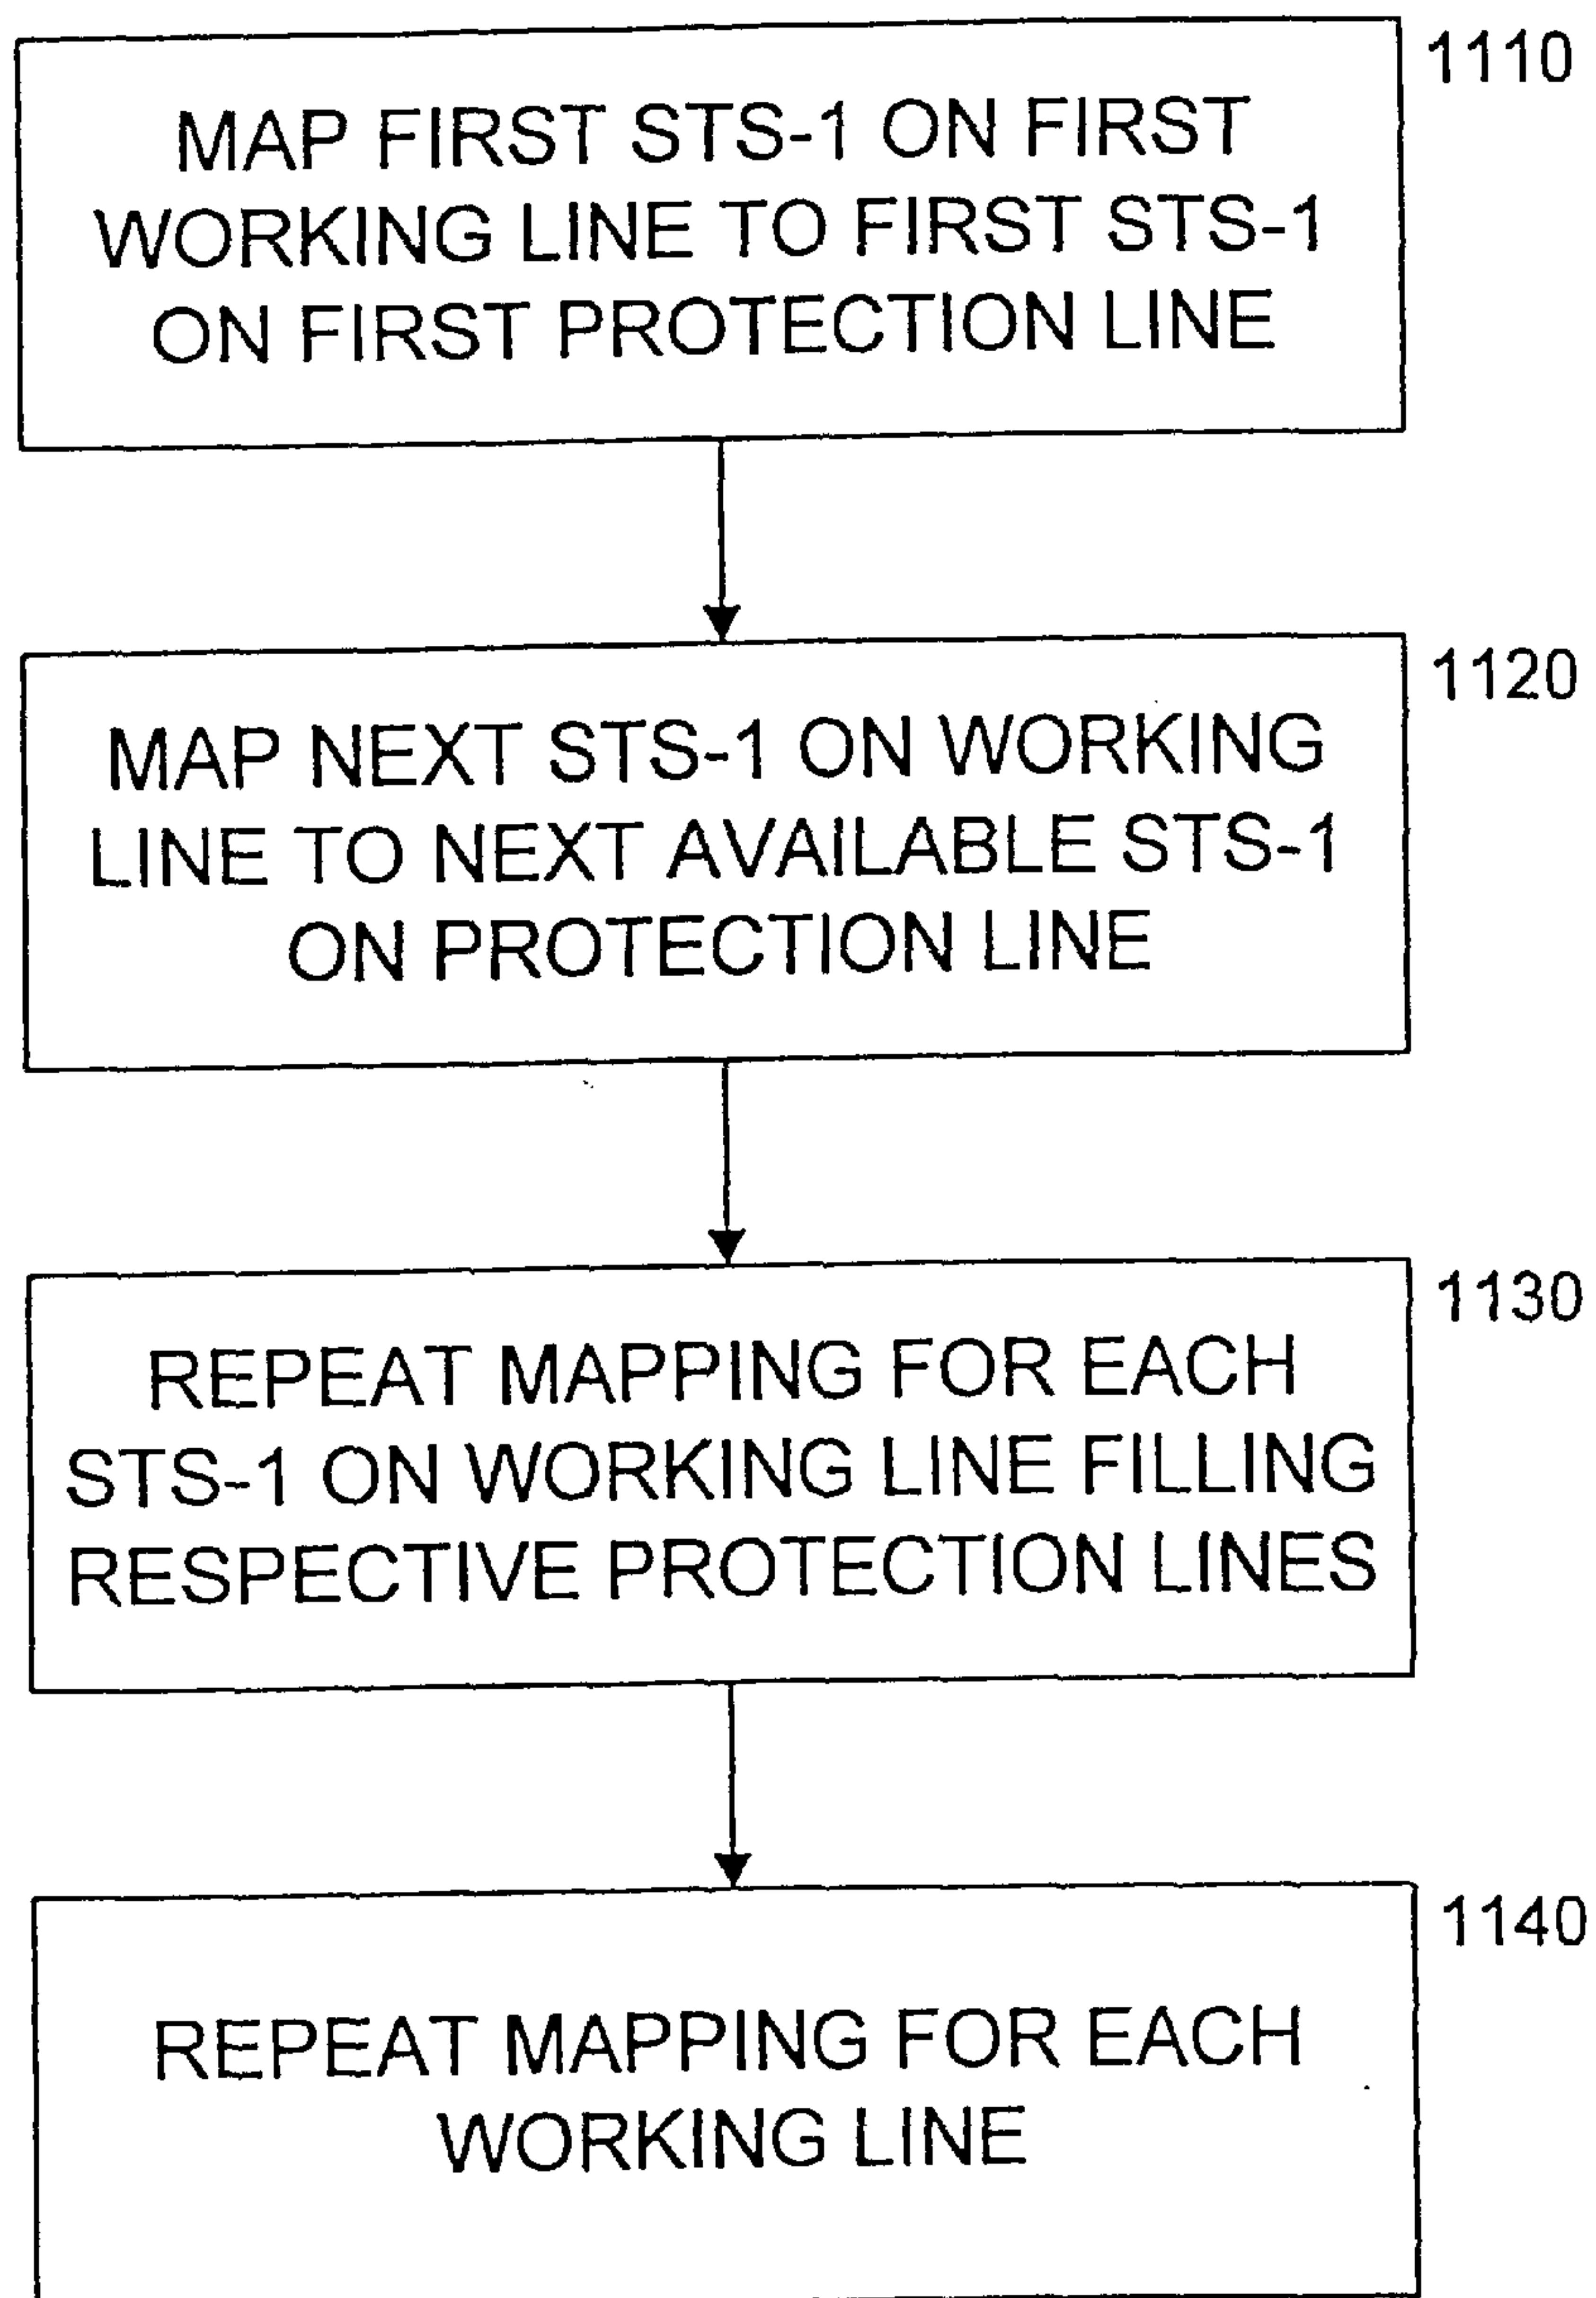 1110
MAP FIRST STS-1 ON FIRST
WORKING LINE TO FIRST STS-1
ON FIRST PROTECTION LINE
1120
MAP NEXT STS-1 ON WORKING
LINE TO NEXT AVAILABLE STS-1
ON PROTECTION LINE
1130
REPEAT MAPPING FOR EACH
STS-1 ON WORKING LINE FILLING
RESPECTIVE PROTECTION LINES
1140
REPEAT MAPPING FOR EACH
WORKING LINE